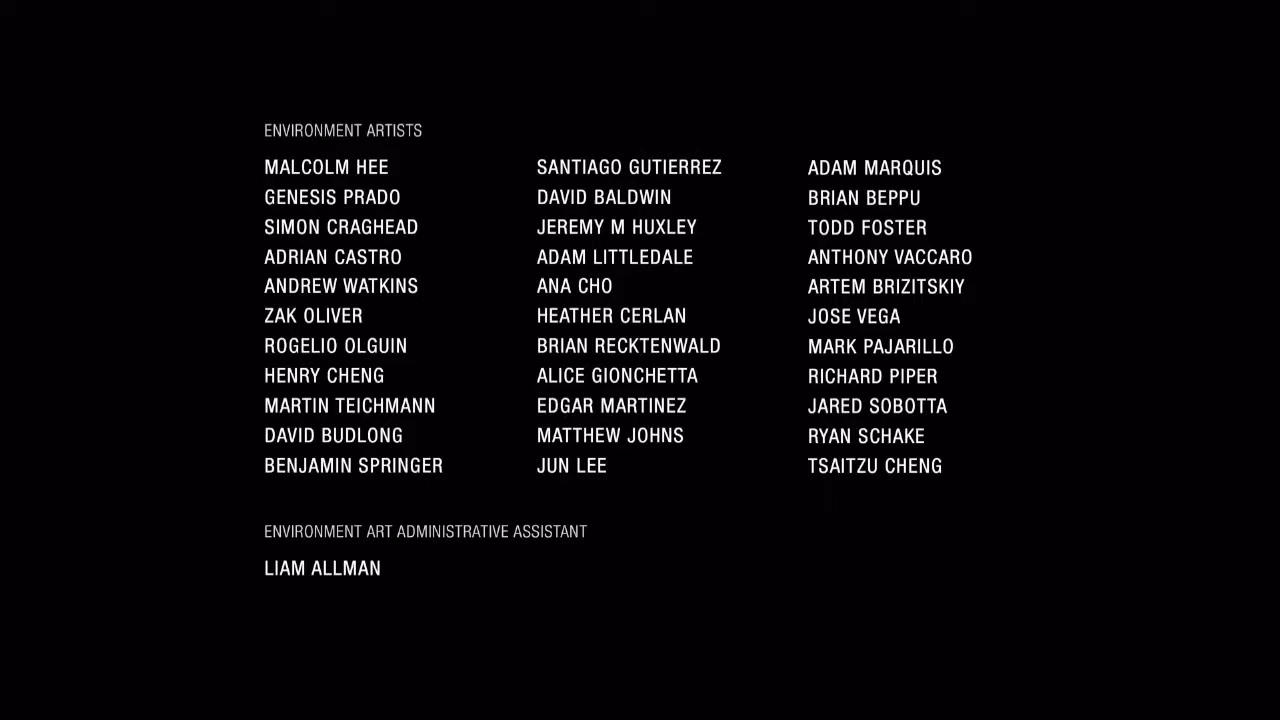 ENVIRONMENT ARTISTS
MALCOLM HEE SANTIAGO GUTIERREZ ADAM MARQUIS
GENESIS PRADO DAVID BALDWIN BRIAN BEPPU
SIMON CRAGHEAD JEREMY M HUXLEY TODD FOSTER
ADRIAN CASTRO ADAM LITTLEDALE ANTHONY VACCARO
ANDREW WATKINS ANA CHO ARTEM BRIZITSKIY
ZAK OLIVER HEATHER CERLAN JOSE VEGA
ROGELIO OLGUIN BRIAN RECKTENWALD MARK PAJARILLO
HENRY CHENG ALICE GIONCHETTA RICHARD PIPER
MARTIN TEICHMANN EDGAR MARTINEZ JARED SOBOTTA
DAVID BUDLONG MATTHEW JOHNS RYAN SCHAKE
BENJAMIN SPRINGER JUN LEE TSAITZU CHENG
ENVIRONMENT ART ADMINISTRATIVE ASSISTANT
LIAM ALLMAN